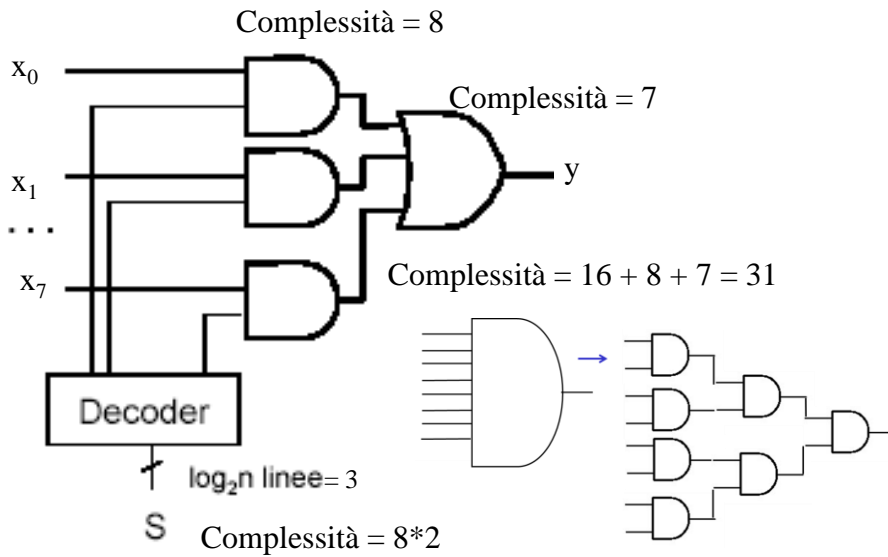 Complessità = 8
x₀
Complessità = 7
x₁
y
...
x₇
Complessità = 16 + 8 + 7 = 31
Decoder
log₂n linee = 3
S
Complessità = 8*2